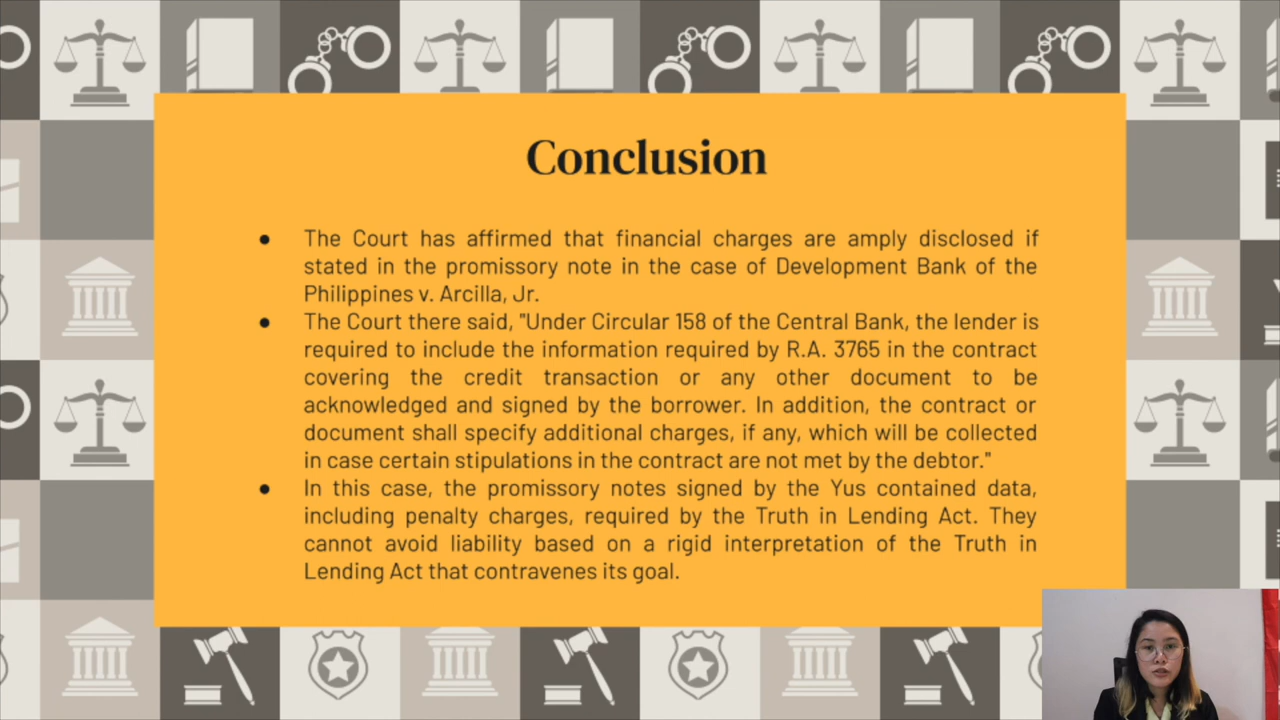 Conclusion
● The Court has affirmed that financial charges are amply disclosed if
stated in the promissory note in the case of Development Bank of the
Philippines v. Arcilla, Jr.
● The Court there said, "Under Circular 158 of the Central Bank, the lender is
required to include the information required by R.A. 3765 in the contract
covering the credit transaction or any other document to be
acknowledged and signed by the borrower. In addition, the contract or
document shall specify additional charges, if any, which will be collected
in case certain stipulations in the contract are not met by the debtor."
● In this case, the promissory notes signed by the Yus contained data,
including penalty charges, required by the Truth in Lending Act. They
cannot avoid liability based on a rigid interpretation of the Truth in
Lending Act that contravenes its goal.